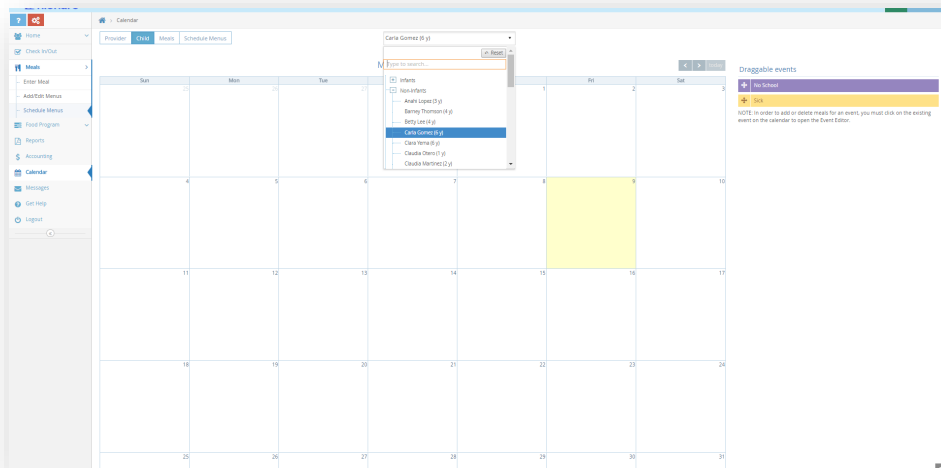 ?
Home
Check In/Out
Meals
Enter Meal
Add/Edit Menus
Schedule Menus
Food Program
Reports
$ Accounting
Calendar
Messages
Get Help
Logout
> Calendar
Provider Child Meals Schedule Menus
Carla Gomez (6 y)
Reset
Type to search...
Infants
Non-Infants
Anahi Lopez (3 y)
Barney Thomson (4 y)
Betty Lee (4 y)
Carla Gomez (6 y)
Clara Yema (6 y)
Claudia Otero (1 y)
Claudia Martinez (2 y)
M
< >
Sun Mon Tue Fri Sat
1 2 3
4 5 6 7 8 9 10
11 12 13 14 15 16 17
18 19 20 21 22 23 24
25 26 27 28 29 30 31
Draggable events
No School
Sick
NOTE: In order to add or delete meals for an event, you must click on the existing
event on the calendar to open the Event Editor.